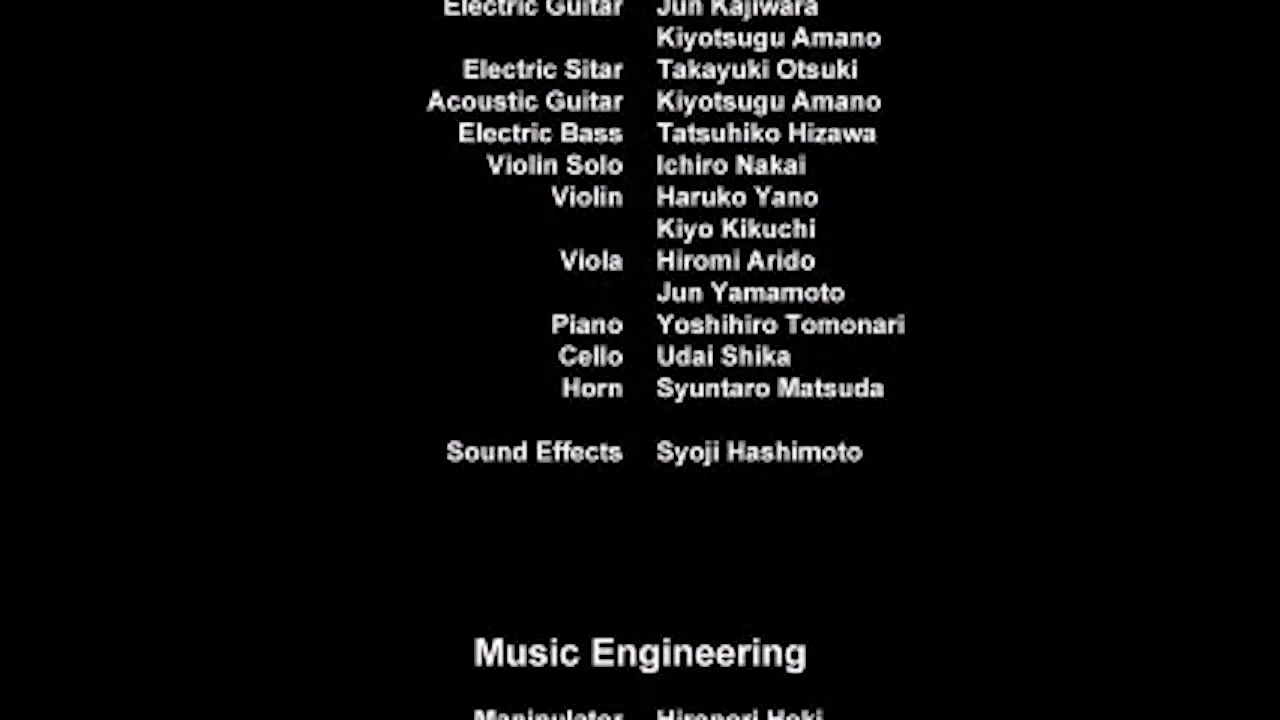 Electric Guitar Jun Kajiwara
Kiyotsugu Amano
Electric Sitar Takayuki Otsuki
Acoustic Guitar Kiyotsugu Amano
Electric Bass Tatsuhiko Hizawa
Violin Solo Ichiro Nakai
Violin Haruko Yano
Kiyo Kikuchi
Viola Hiromi Arido
Jun Yamamoto
Piano Yoshihiro Tomonari
Cello Udai Shika
Horn Syuntaro Matsuda
Sound Effects Syoji Hashimoto
Music Engineering
Manipulator Hironori